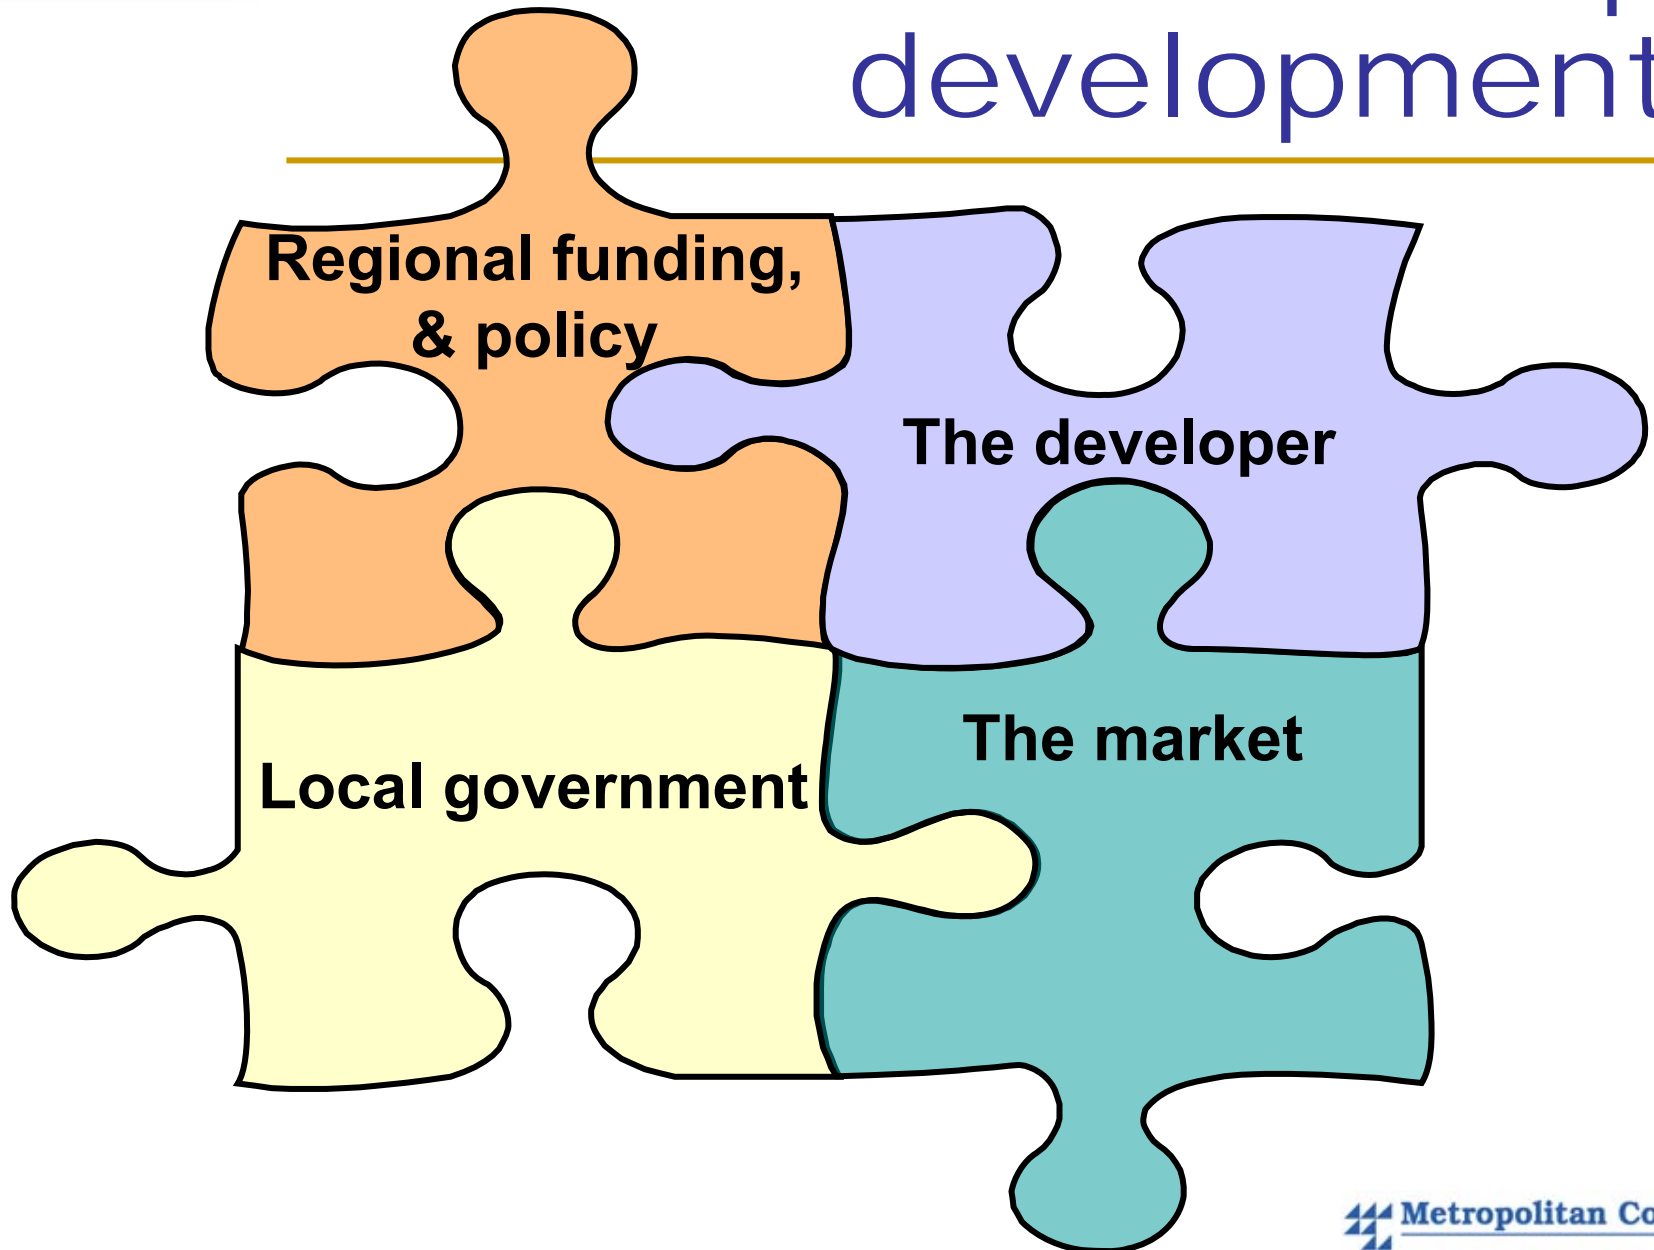 development
Regional funding,
& policy
The developer
The market
Local government
Metropolitan Co